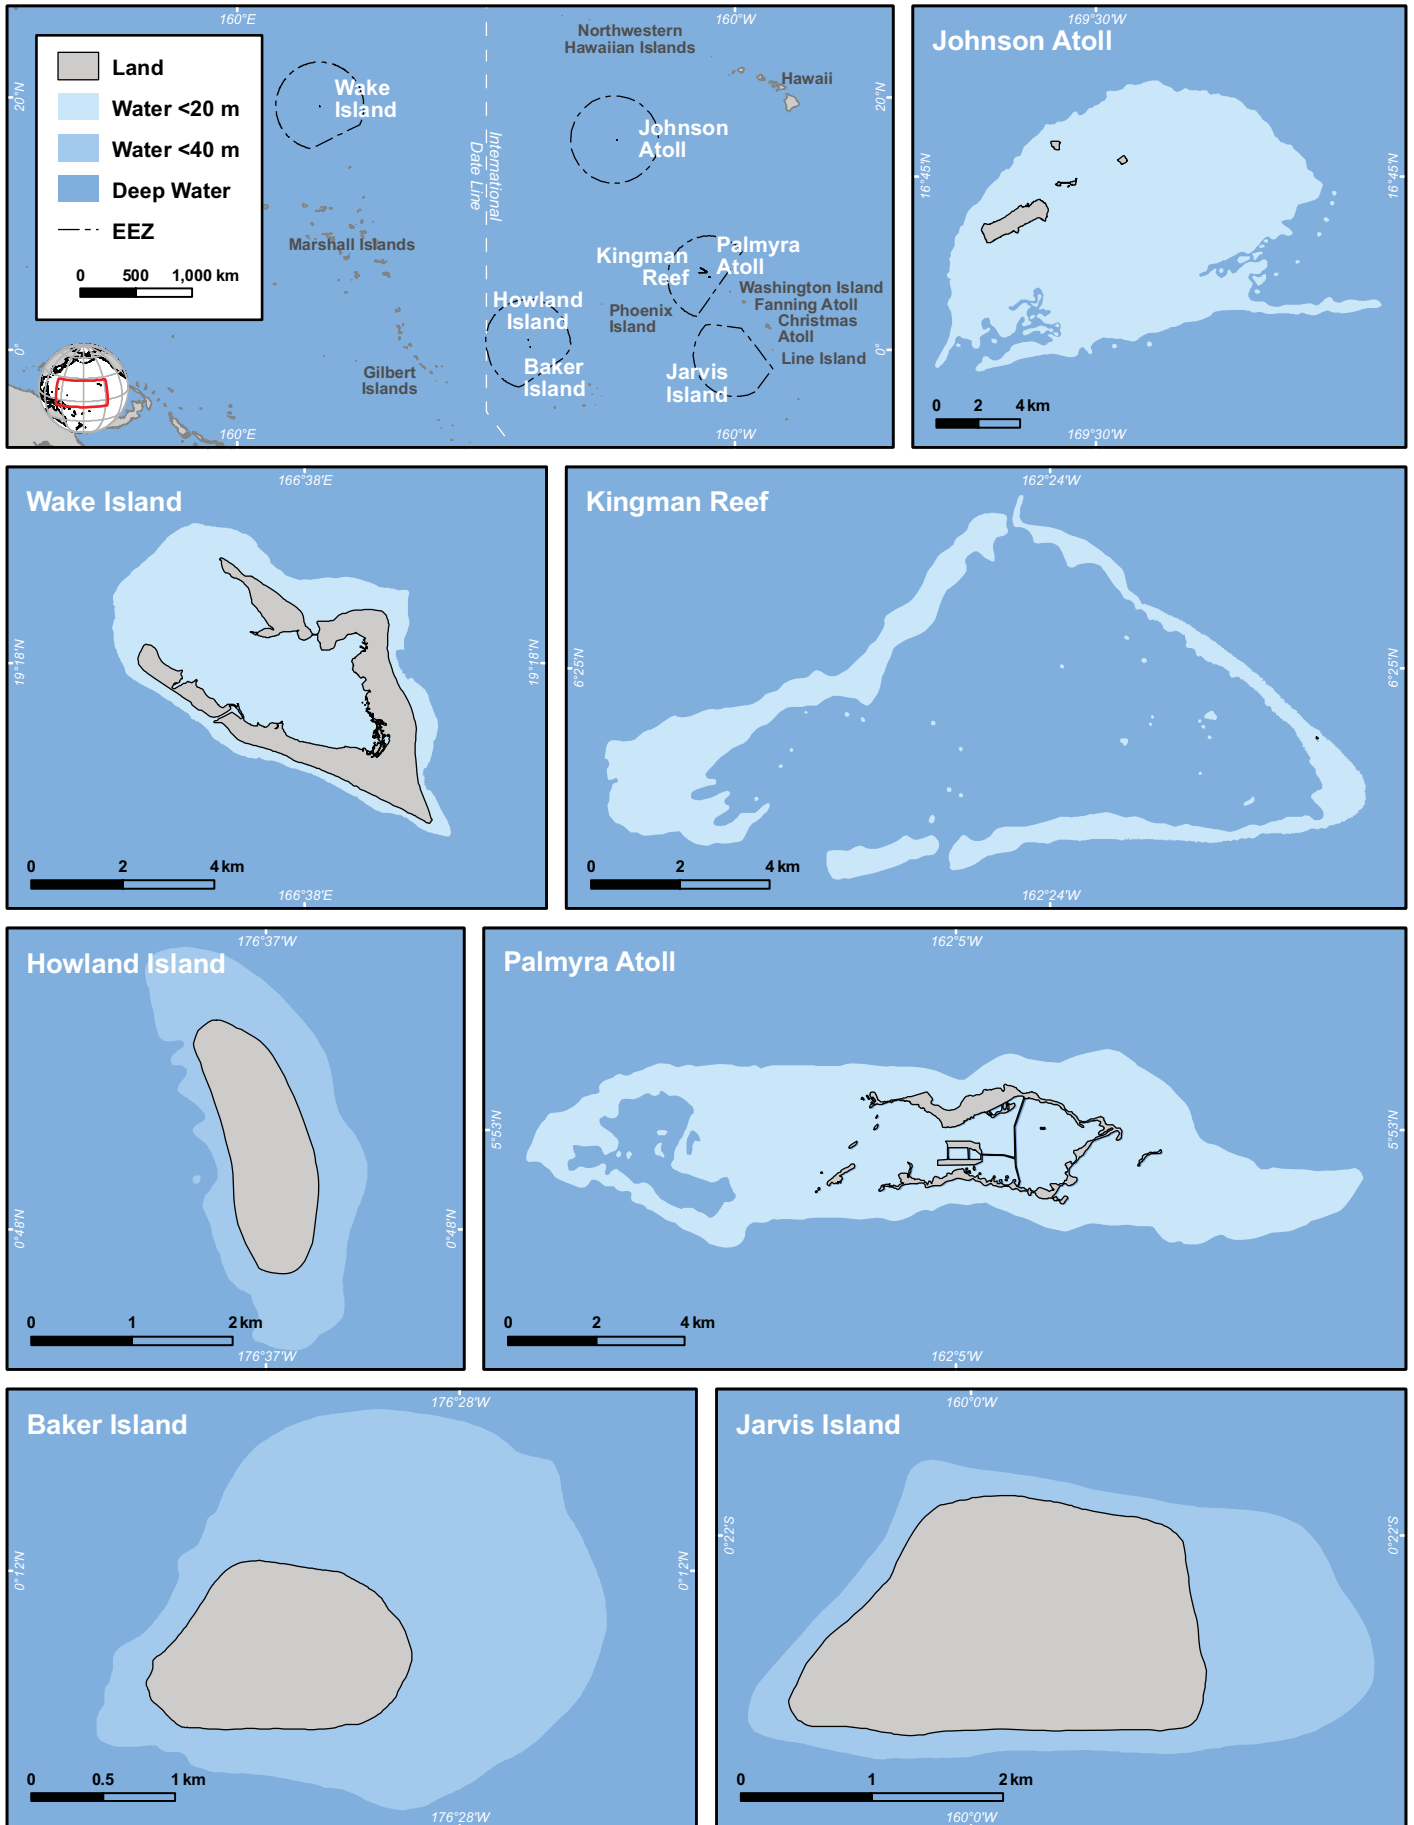 160°E
160°W
Land
Water <20 m
Water <40 m
Deep Water
EEZ
0 500 1,000 km
20°N
20°N
0°
0°
Northwestern
Hawaiian Islands
Hawaii
Wake
Island
Johnson
Atoll
International
Date Line
Marshall Islands
Kingman
Reef
Palmyra
Atoll
Washington Island
Fanning Atoll
Christmas
Atoll
Line Island
Phoenix
Island
Howland
Island
Baker
Island
Jarvis
Island
Gilbert
Islands
160°E
160°W
169°30'W
Johnson Atoll
16°45'N
16°45'N
0 2 4 km
169°30'W
166°38'E
Wake Island
19°18'N
19°18'N
0 2 4 km
166°38'E
162°24'W
Kingman Reef
6°25'N
6°25'N
0 2 4 km
162°24'W
176°37'W
Howland Island
0°48'N
0°48'N
0 1 2 km
176°37'W
162°5'W
Palmyra Atoll
5°53'N
5°53'N
0 2 4 km
162°5'W
176°28'W
Baker Island
0°12'N
0°12'N
0 0.5 1 km
176°28'W
160°0'W
Jarvis Island
0°22'S
0°22'S
0 1 2 km
160°0'W